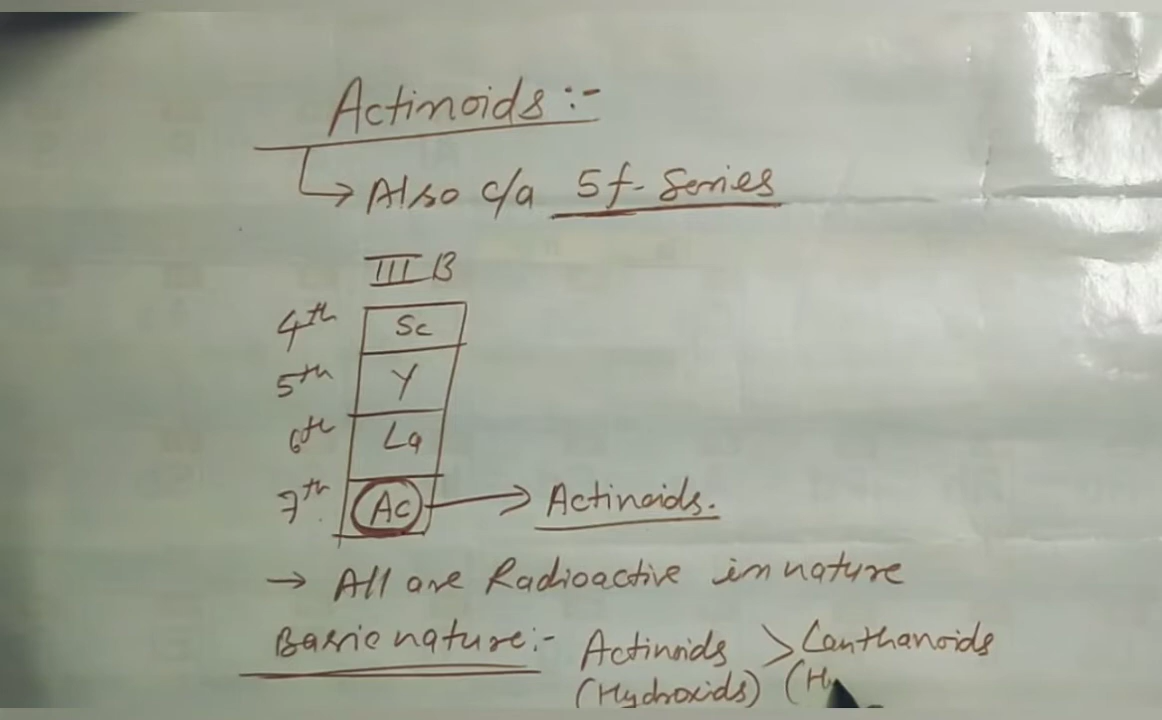 Actinoids :-
Also c/a 5f- Series
III B
4th Sc
5th Y
6th La
7th Ac → Actinoids.
→ All are Radioactive in nature
Basic nature:- Actinoids > Lanthanoids
(Hydroxids) (Hy